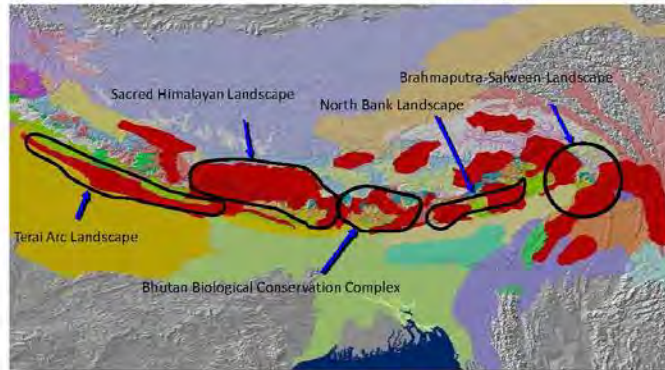 Brahmaputra-Salween-Landscape
Sacred Himalayan Landscape
North Bank Landscape
Terai Arc Landscape
Bhutan Biological Conservation Complex